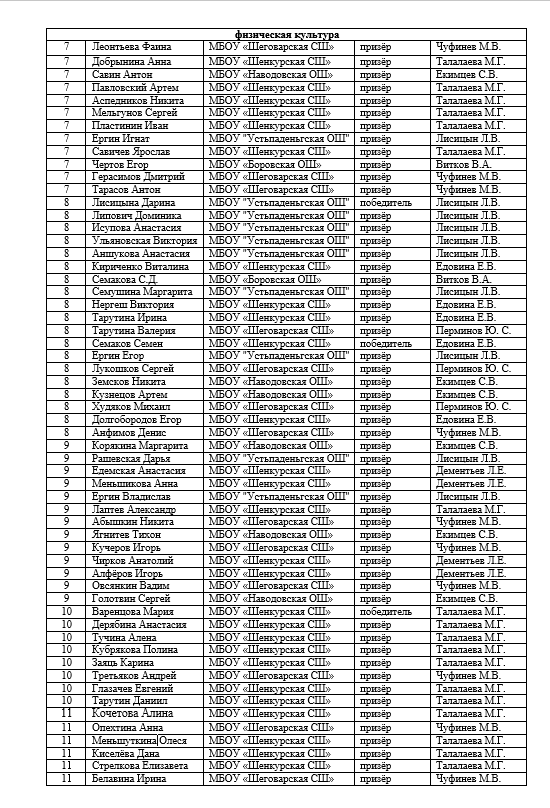 физическая культура
7 Леонтьева Фаина МБОУ «Шеговарская СШ» призёр Чуфинев М.В.
7 Добрынина Анна МБОУ «Шенкурская СШ» призёр Талалаева М.Г.
7 Савин Антон МБОУ «Наводовская ОШ» призёр Екимцев С.В.
7 Павловский Артем МБОУ «Шенкурская СШ» призёр Талалаева М.Г.
7 Аспедников Никита МБОУ «Шенкурская СШ» призёр Талалаева М.Г.
7 Мельгунов Сергей МБОУ «Шенкурская СШ» призёр Талалаева М.Г.
7 Пластинин Иван МБОУ «Шенкурская СШ» призёр Талалаева М.Г.
7 Ергин Игнат МБОУ "Устьпаденьгская ОШ" призёр Лисицын Л.В.
7 Савичев Ярослав МБОУ «Шенкурская СШ» призёр Талалаева М.Г.
7 Чертов Егор МБОУ «Боровская ОШ» призёр Витков В.А.
7 Герасимов Дмитрий МБОУ «Шеговарская СШ» призёр Чуфинев М.В.
7 Тарасов Антон МБОУ «Шеговарская СШ» призёр Чуфинев М.В.
8 Лисицына Дарина МБОУ "Устьпаденьгская ОШ" победитель Лисицын Л.В.
8 Липович Доминика МБОУ "Устьпаденьгская ОШ" призёр Лисицын Л.В.
8 Исупова Анастасия МБОУ "Устьпаденьгская ОШ" призёр Лисицын Л.В.
8 Ульяновская Виктория МБОУ "Устьпаденьгская ОШ" призёр Лисицын Л.В.
8 Аншукова Анастасия МБОУ "Устьпаденьгская ОШ" призёр Лисицын Л.В.
8 Кириченко Виталина МБОУ «Шенкурская СШ» призёр Едовина Е.В.
8 Семакова С.Д. МБОУ «Боровская ОШ» призёр Витков В.А.
8 Семушина Маргарита МБОУ "Устьпаденьгская ОШ" призёр Лисицын Л.В.
8 Нергеш Виктория МБОУ «Шенкурская СШ» призёр Едовина Е.В.
8 Тарутина Ирина МБОУ «Шенкурская СШ» призёр Едовина Е.В.
8 Тарутина Валерия МБОУ «Шеговарская СШ» призёр Перминов Ю. С.
8 Семаков Семен МБОУ «Шенкурская СШ» победитель Едовина Е.В.
8 Ергин Егор МБОУ "Устьпаденьгская ОШ" призёр Лисицын Л.В.
8 Лукошков Сергей МБОУ «Шеговарская СШ» призёр Перминов Ю. С.
8 Земсков Никита МБОУ «Наводовская ОШ» призёр Екимцев С.В.
8 Кузнецов Артем МБОУ «Наводовская ОШ» призёр Екимцев С.В.
8 Худяков Михаил МБОУ «Шеговарская СШ» призёр Перминов Ю. С.
8 Долгобородов Егор МБОУ «Шенкурская СШ» призёр Едовина Е.В.
8 Анфимов Денис МБОУ «Шеговарская СШ» призёр Чуфинев М.В.
9 Корякина Маргарита МБОУ «Наводовская ОШ» призёр Екимцев С.В.
9 Рашевская Дарья МБОУ "Устьпаденьгская ОШ" призёр Лисицын Л.В.
9 Едемская Анастасия МБОУ «Шенкурская СШ» призёр Дементьев Л.Е.
9 Меньшикова Анна МБОУ «Шенкурская СШ» призёр Дементьев Л.Е.
9 Ергин Владислав МБОУ "Устьпаденьгская ОШ" призёр Лисицын Л.В.
9 Лаптев Александр МБОУ «Шенкурская СШ» призёр Талалаева М.Г.
9 Абышкин Никита МБОУ «Шеговарская СШ» призёр Чуфинев М.В.
9 Ягнитев Тихон МБОУ «Наводовская ОШ» призёр Екимцев С.В.
9 Кучеров Игорь МБОУ «Шеговарская СШ» призёр Чуфинев М.В.
9 Чирков Анатолий МБОУ «Шенкурская СШ» призёр Дементьев Л.Е.
9 Алфёров Игорь МБОУ «Шенкурская СШ» призёр Дементьев Л.Е.
9 Овсянкин Вадим МБОУ «Шеговарская СШ» призёр Чуфинев М.В.
9 Голотвин Сергей МБОУ «Наводовская ОШ» призёр Екимцев С.В.
10 Варенцова Мария МБОУ «Шенкурская СШ» победитель Талалаева М.Г.
10 Дерябина Анастасия МБОУ «Шенкурская СШ» призёр Талалаева М.Г.
10 Тучина Алена МБОУ «Шенкурская СШ» призёр Талалаева М.Г.
10 Кубрякова Полина МБОУ «Шенкурская СШ» призёр Талалаева М.Г.
10 Заяць Карина МБОУ «Шенкурская СШ» призёр Талалаева М.Г.
10 Третьяков Андрей МБОУ «Шеговарская СШ» призёр Чуфинев М.В.
10 Глазачев Евгений МБОУ «Шенкурская СШ» призёр Талалаева М.Г.
10 Тарутин Даниил МБОУ «Шенкурская СШ» призёр Талалаева М.Г.
11 Кочетова Алина МБОУ «Шенкурская СШ» призёр Талалаева М.Г.
11 Опехтина Анна МБОУ «Шеговарская СШ» призёр Чуфинев М.В.
11 Меньшуткина Олеся МБОУ «Шенкурская СШ» призёр Талалаева М.Г.
11 Киселёва Дана МБОУ «Шенкурская СШ» призёр Талалаева М.Г.
11 Стрелкова Елизавета МБОУ «Шенкурская СШ» призёр Талалаева М.Г.
11 Белавина Ирина МБОУ «Шеговарская СШ» призёр Чуфинев М.В.